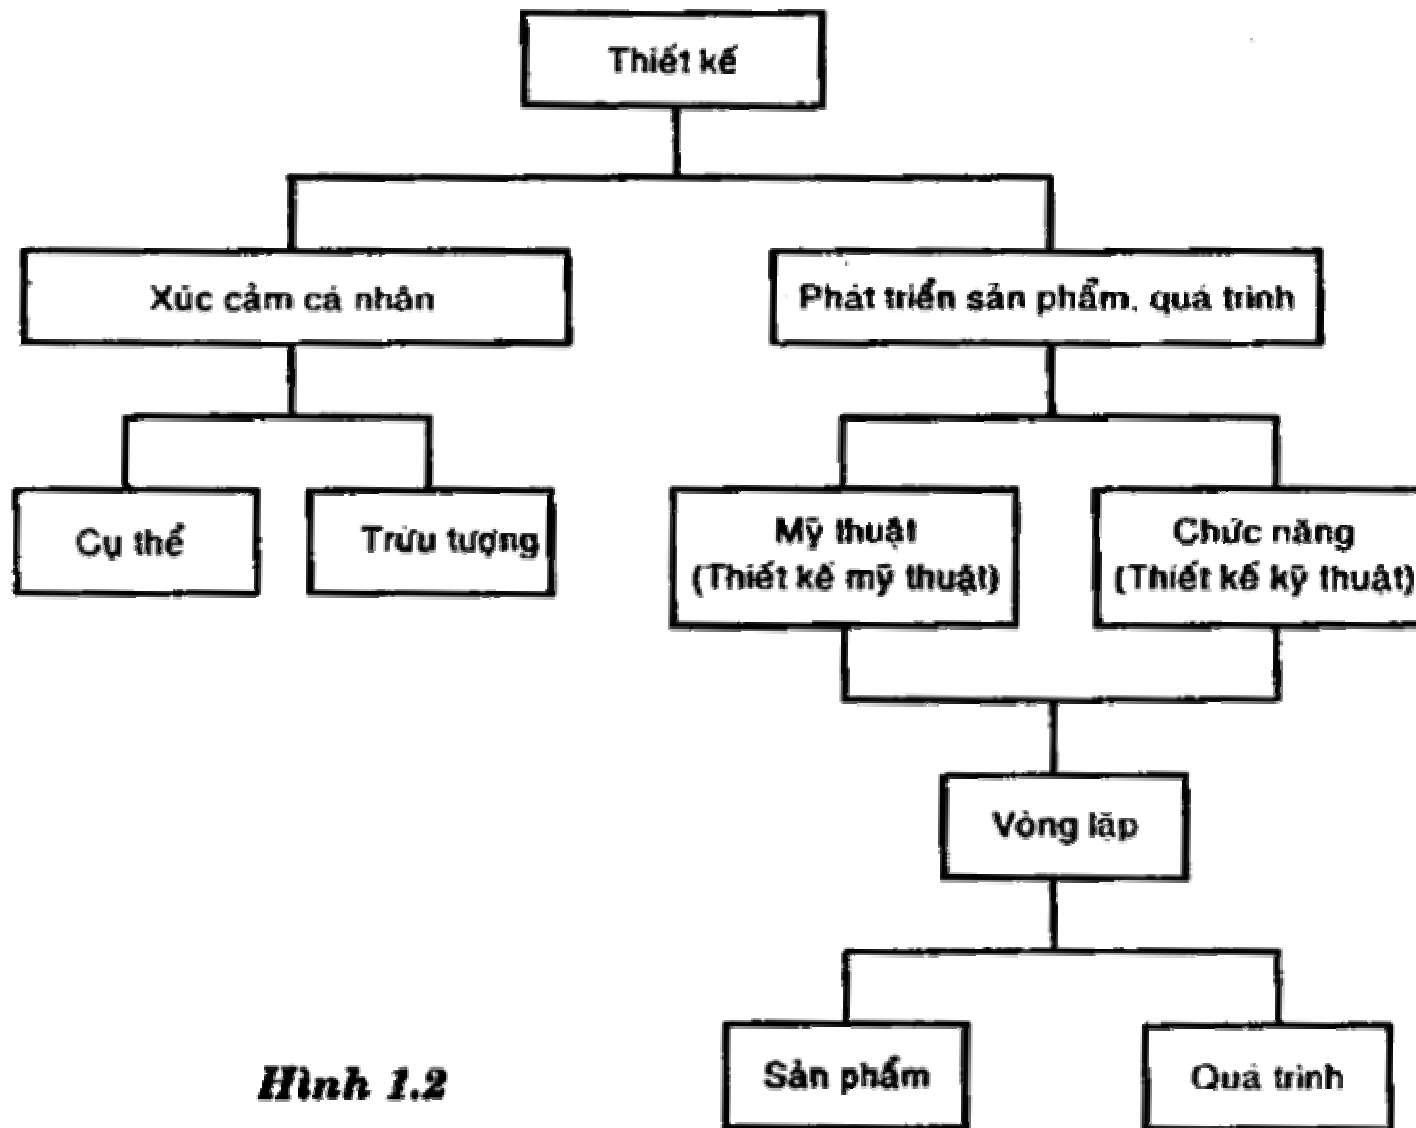 Thiết kế
Xúc cảm cá nhân
Phát triển sản phẩm, quá trình
Cụ thể
Trừu tượng
Mỹ thuật
(Thiết kế mỹ thuật)
Chức năng
(Thiết kế kỹ thuật)
Vòng lặp
Sản phẩm
Quá trình
Hình 1.2